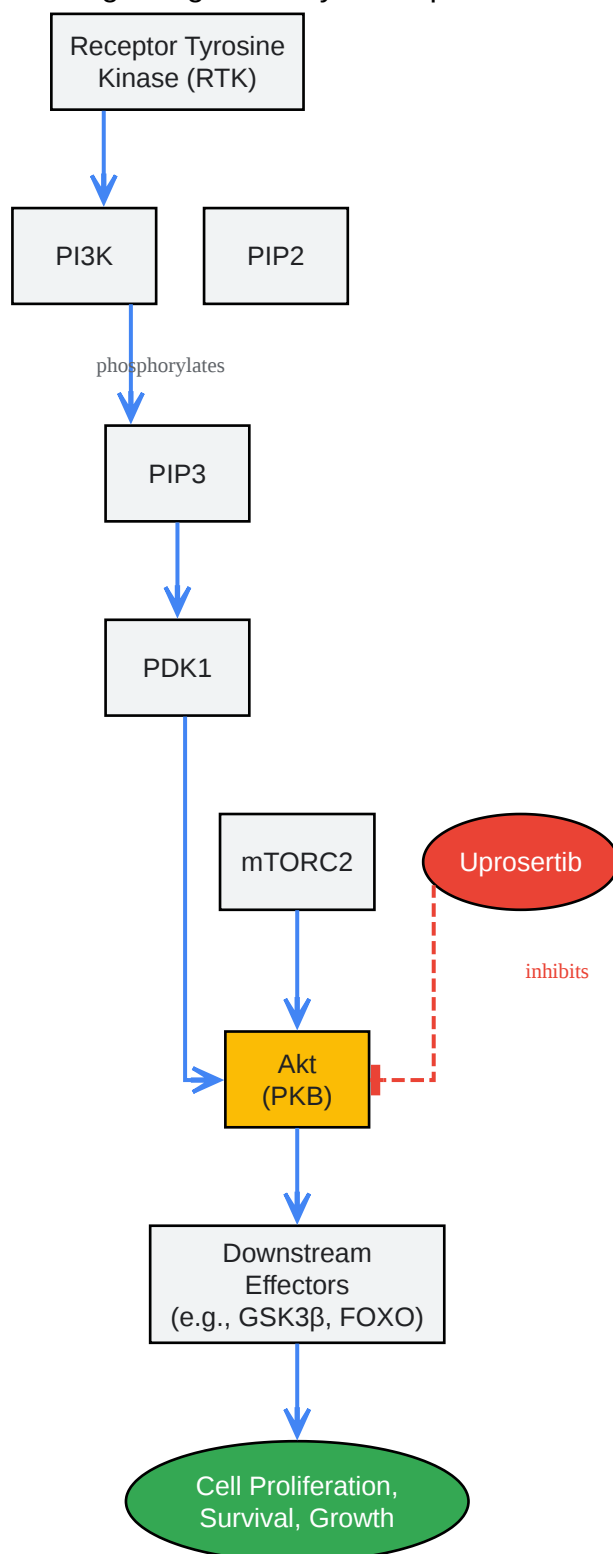 Receptor Tyrosine
Kinase (RTK)
PI3K
PIP2
phosphorylates
PIP3
PDK1
mTORC2
Uprosertib
inhibits
Akt
(PKB)
Downstream
Effectors
(e.g., GSK3β, FOXO)
Cell Proliferation,
Survival, Growth